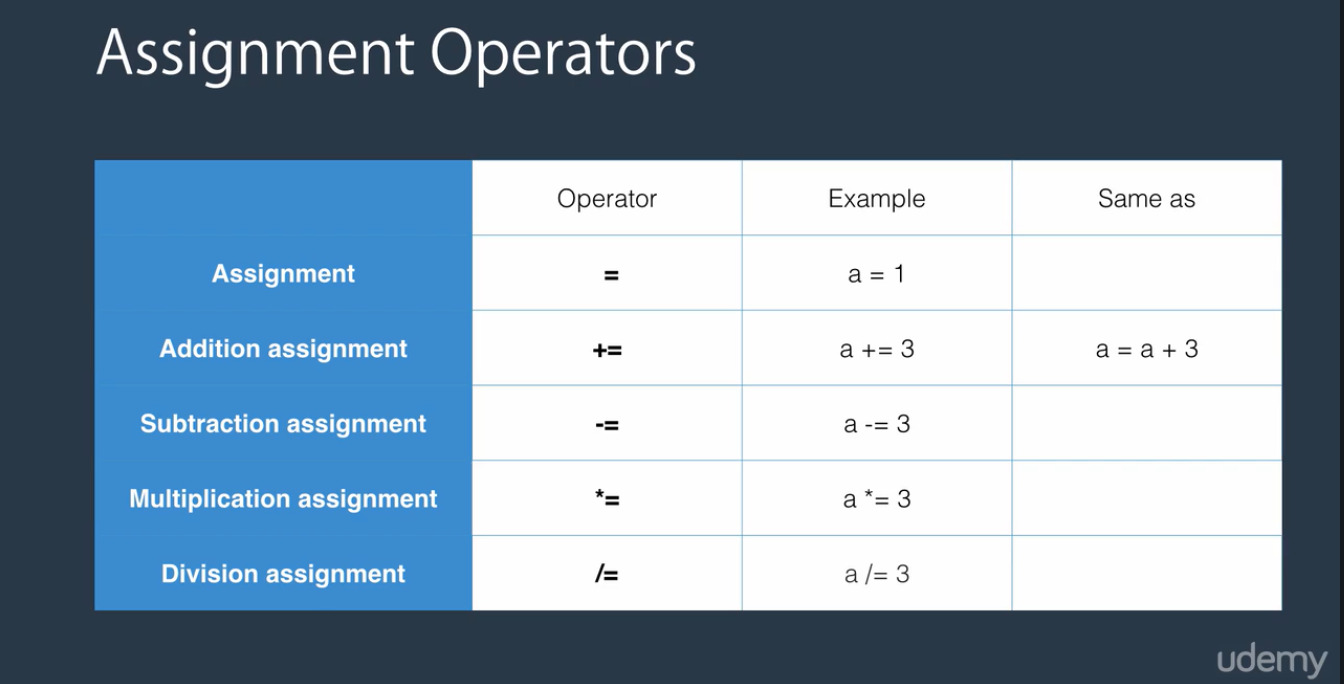 Assignment Operators
Operator Example Same as
Assignment = a = 1
Addition assignment += a += 3 a = a + 3
Subtraction assignment -= a -= 3
Multiplication assignment *= a *= 3
Division assignment /= a /= 3
udemy